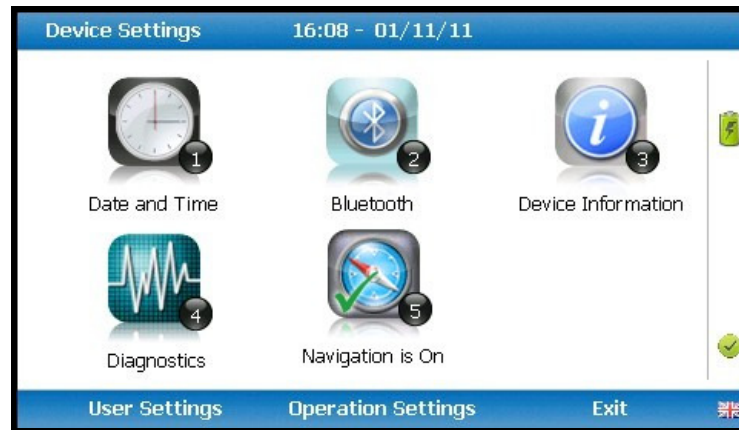 Device Settings 16:08 - 01/11/11
1 2 3
Date and Time Bluetooth Device Information
4 5
Diagnostics Navigation is On
User Settings Operation Settings Exit